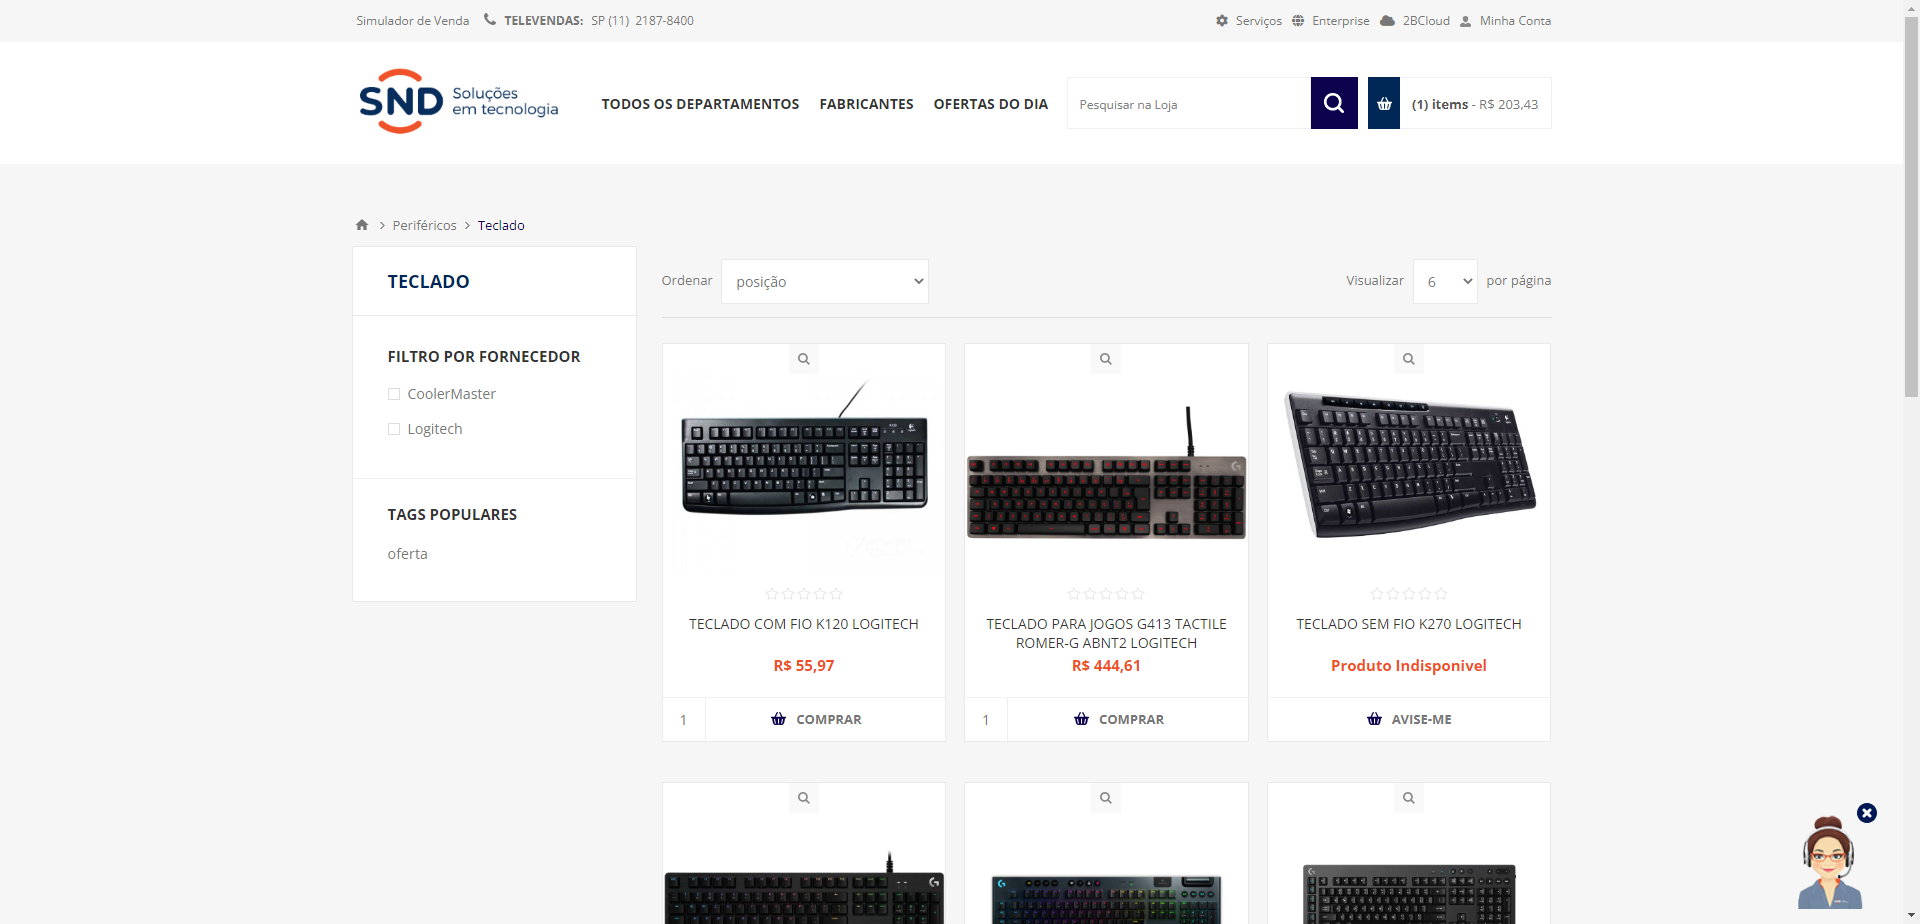 Simulador de Venda TELEVENDAS: SP (11) 2187-8400 Serviços Enterprise 2BCloud Minha Conta
SND Soluções
em tecnologia
TODOS OS DEPARTAMENTOS FABRICANTES OFERTAS DO DIA Pesquisar na Loja (1) items - R$ 203,43
Periféricos Teclado
TECLADO
FILTRO POR FORNECEDOR
CoolerMaster
Logitech
TAGS POPULARES
oferta
Ordenar posição Visualizar 6 por página
TECLADO COM FIO K120 LOGITECH
R$ 55,97
1 COMPRAR
TECLADO PARA JOGOS G413 TACTILE
ROMER-G ABNT2 LOGITECH
R$ 444,61
1 COMPRAR
TECLADO SEM FIO K270 LOGITECH
Produto Indisponivel
AVISE-ME